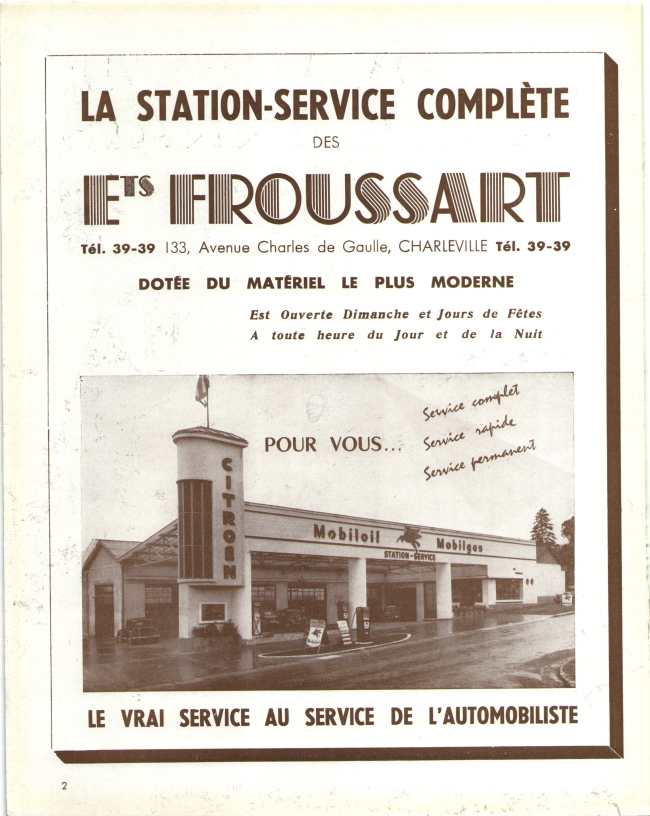 LA STATION-SERVICE COMPLÈTE
DES
ETS FROUSSART
Tél. 39-39 133, Avenue Charles de Gaulle, CHARLEVILLE Tél. 39-39
DOTÉE DU MATÉRIEL LE PLUS MODERNE
Est Ouverte Dimanche et Jours de Fêtes
A toute heure du Jour et de la Nuit
POUR VOUS...
Service complet
Service rapide
Service permanent
CITROËN
Mobiloil Mobilgas
STATION-SERVICE
LE VRAI SERVICE AU SERVICE DE L'AUTOMOBILISTE
2